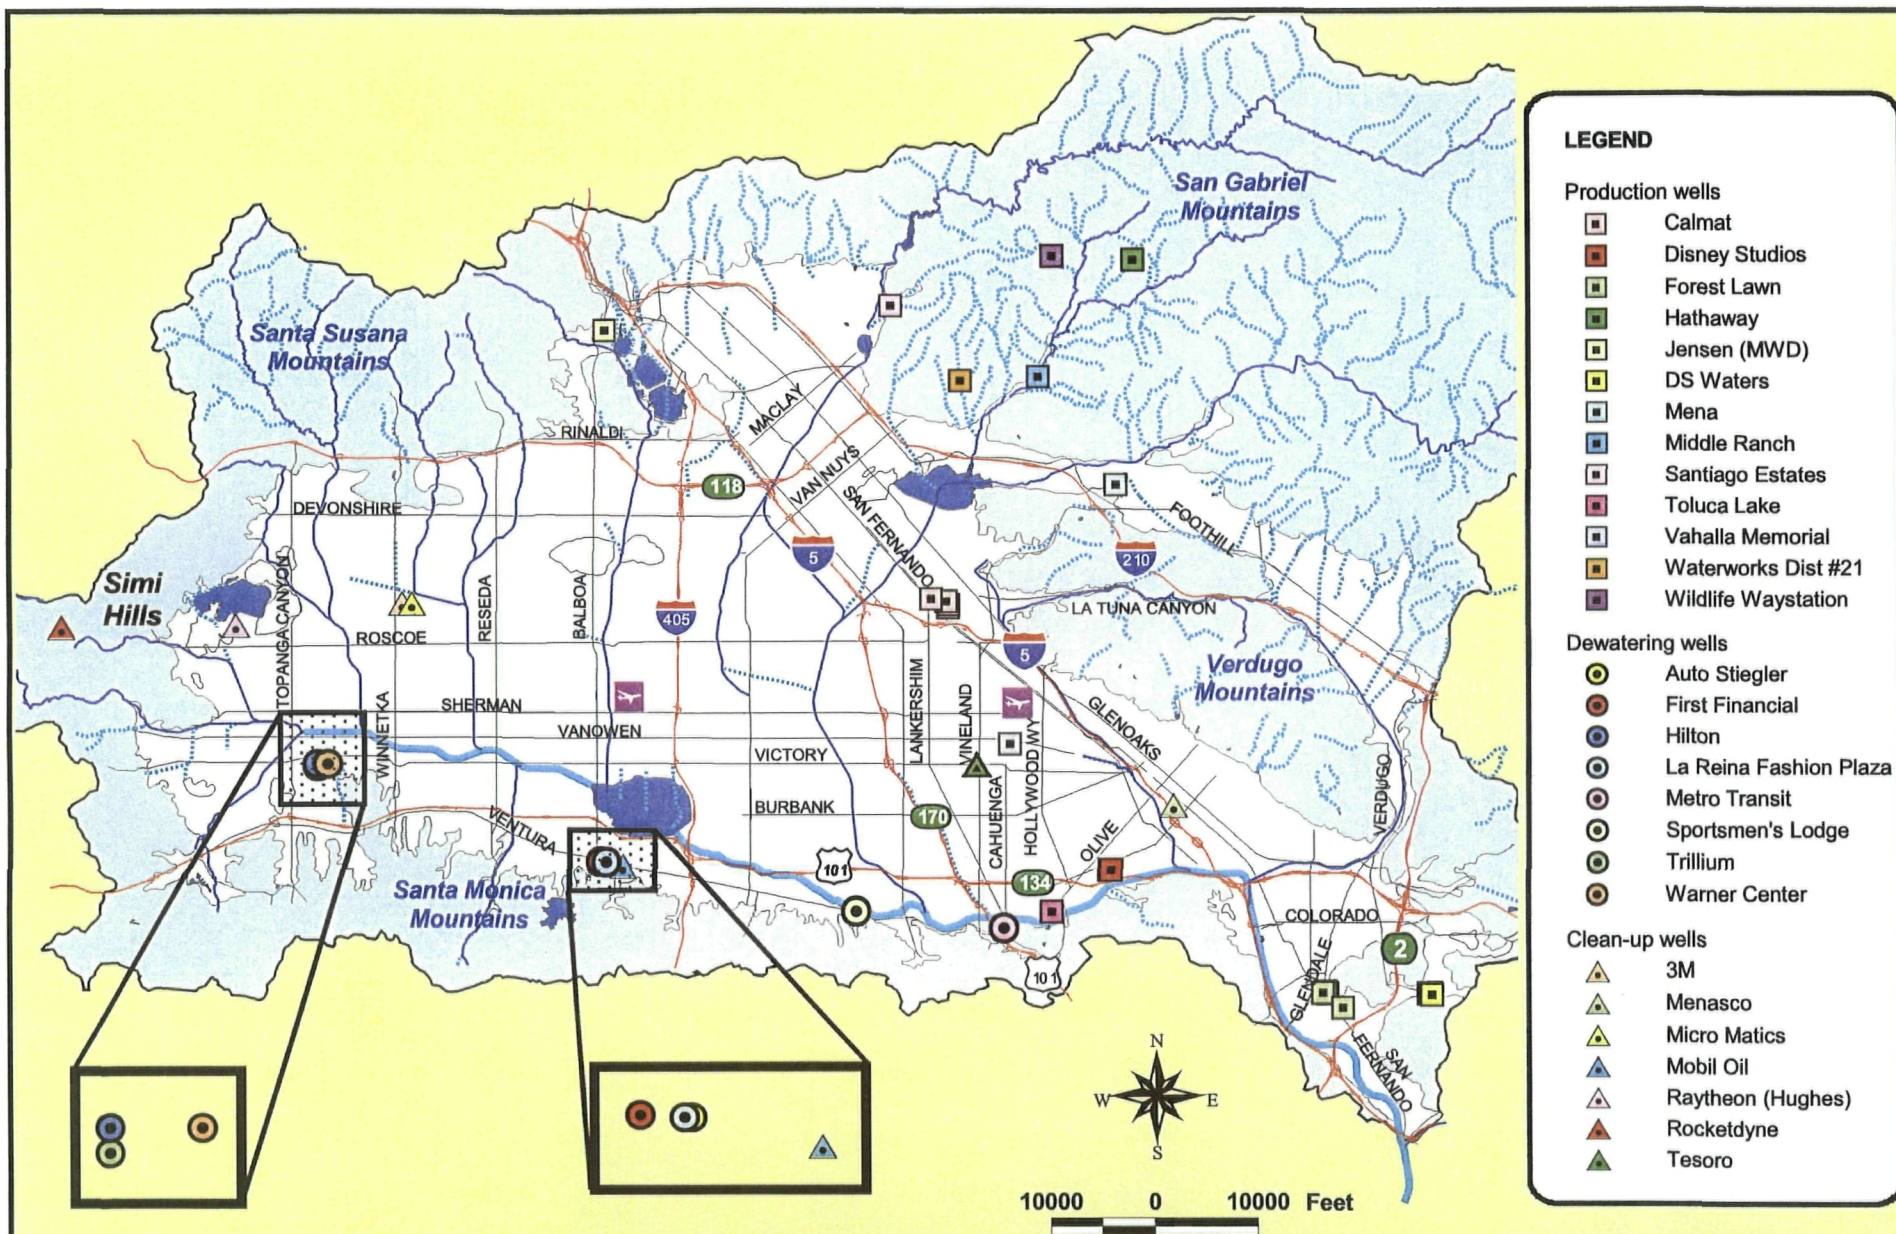 San Gabriel
Mountains
Santa Susana
Mountains
MACLAY
RINALDI
118
VAN NUYS
SAN FERNANDO
DEVONSHIRE
FOOTHILL
5
210
Simi
Hills
TOPANGA CANYON
RESEDA
BALBOA
405
LA TUNA CANYON
ROSCOE
5
Verdugo
Mountains
SHERMAN
VANOWEN
WINNETKA
LANKERSHIM
VINELAND
GLENOAKS
VICTORY
HOLLYWOOD WY
BURBANK
170
CAHUENGA
OLIVE
VERDUGO
VENTURA
101
134
Santa Monica
Mountains
COLORADO
101
2
GLENDALE
SAN
FERNANDO
N
W
E
S
10000 0 10000 Feet
LEGEND
Production wells
Calmat
Disney Studios
Forest Lawn
Hathaway
Jensen (MWD)
DS Waters
Mena
Middle Ranch
Santiago Estates
Toluca Lake
Vahalla Memorial
Waterworks Dist #21
Wildlife Waystation
Dewatering wells
Auto Stiegler
First Financial
Hilton
La Reina Fashion Plaza
Metro Transit
Sportsmen's Lodge
Trillium
Warner Center
Clean-up wells
3M
Menasco
Micro Matics
Mobil Oil
Raytheon (Hughes)
Rocketdyne
Tesoro